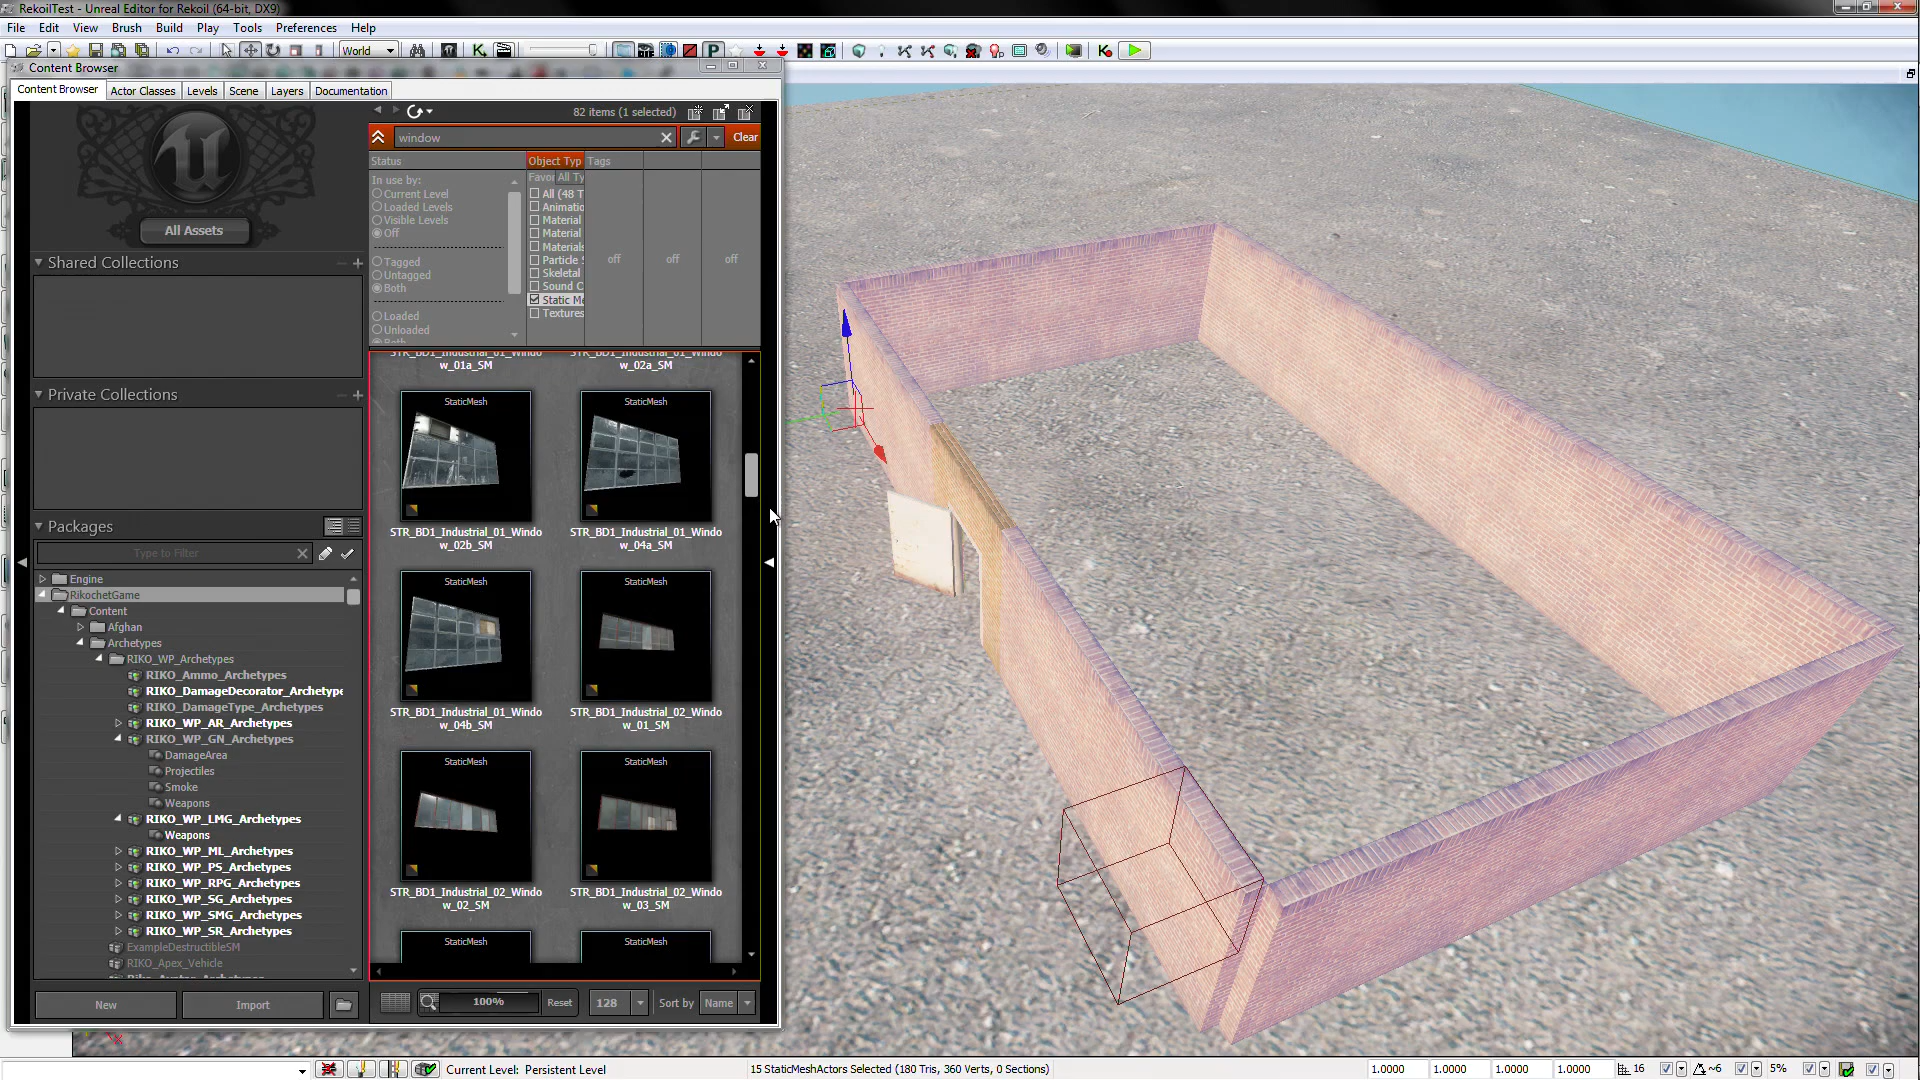 RekoilTest - Unreal Editor for Rekoil (64-bit, DX9)
File Edit View Brush Build Play Tools Preferences Help
World
Content Browser
Content Browser Actor Classes Levels Scene Layers Documentation
82 items (1 selected)
window
Clear
Status
Object Typ
Tags
In use by:
Current Level
Loaded Levels
Visible Levels
Off
Tagged
Untagged
Both
Loaded
Unloaded
Both
Favor All Ty
All (48 T
Animatio
Material
Material
Materials
Particle S
Skeletal
Sound C
Static Me
Textures
off off off
All Assets
Shared Collections
Private Collections
Packages
Type to Filter
Engine
RikochetGame
Content
Afghan
Archetypes
RIKO_WP_Archetypes
RIKO_Ammo_Archetypes
RIKO_DamageDecorator_Archetype
RIKO_DamageType_Archetypes
RIKO_WP_AR_Archetypes
RIKO_WP_GN_Archetypes
DamageArea
Projectiles
Smoke
Weapons
RIKO_WP_LMG_Archetypes
Weapons
RIKO_WP_ML_Archetypes
RIKO_WP_PS_Archetypes
RIKO_WP_RPG_Archetypes
RIKO_WP_SG_Archetypes
RIKO_WP_SMG_Archetypes
RIKO_WP_SR_Archetypes
ExampleDestructibleSM
RIKO_Apex_Vehicle
New Import
STR_BD1_Industrial_01_Windo
w_01a_SM
STR_BD1_Industrial_01_Windo
w_02a_SM
StaticMesh
STR_BD1_Industrial_01_Windo
w_02b_SM
StaticMesh
STR_BD1_Industrial_01_Windo
w_04a_SM
StaticMesh
STR_BD1_Industrial_01_Windo
w_04b_SM
StaticMesh
STR_BD1_Industrial_02_Windo
w_01_SM
StaticMesh
STR_BD1_Industrial_02_Windo
w_02_SM
StaticMesh
STR_BD1_Industrial_02_Windo
w_03_SM
StaticMesh
StaticMesh
100% Reset 128 Sort by Name
Current Level: Persistent Level
15 StaticMeshActors Selected (180 Tris, 360 Verts, 0 Sections)
1.0000 1.0000 1.0000 1.0000 16 ~6 5%